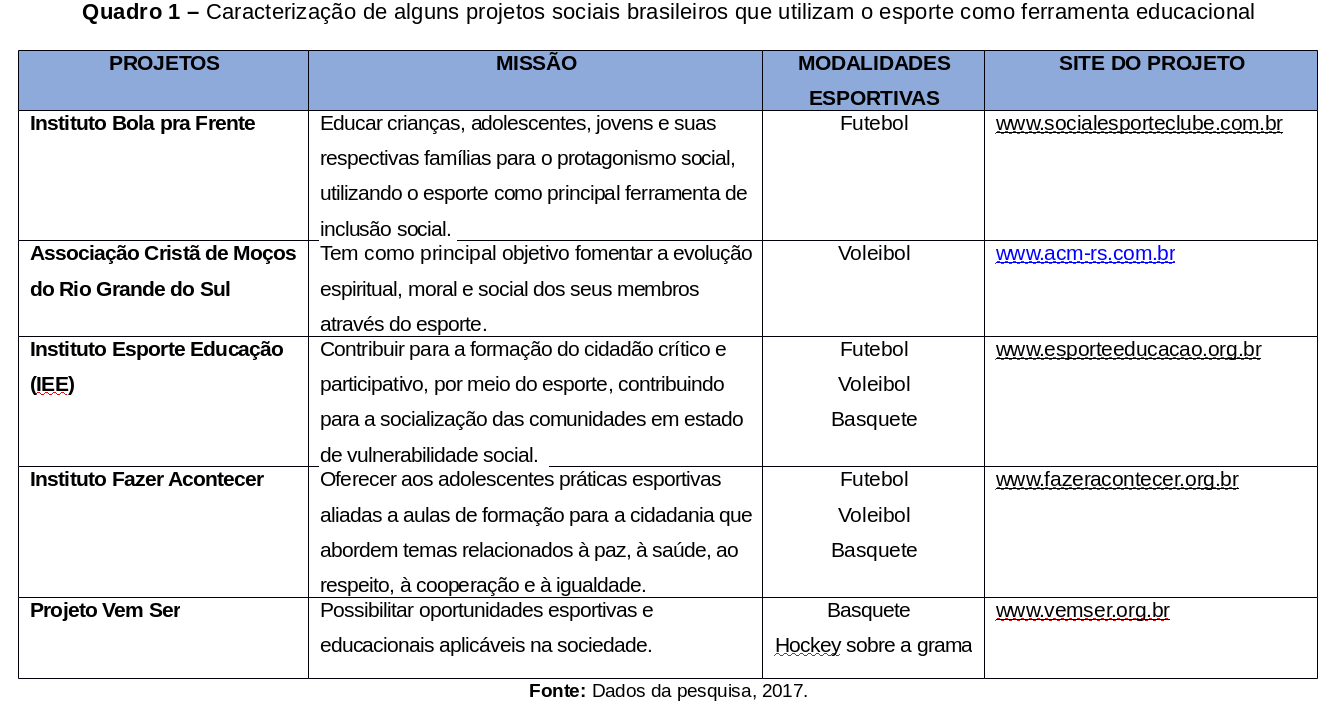 Quadro 1 – Caracterização de alguns projetos sociais brasileiros que utilizam o esporte como ferramenta educacional
PROJETOS
MISSÃO
MODALIDADES
ESPORTIVAS
SITE DO PROJETO
Instituto Bola pra Frente
Educar crianças, adolescentes, jovens e suas
respectivas famílias para o protagonismo social,
utilizando o esporte como principal ferramenta de
inclusão social.
Futebol
www.socialesporteclube.com.br
Associação Cristã de Moços
do Rio Grande do Sul
Tem como principal objetivo fomentar a evolução
espiritual, moral e social dos seus membros
através do esporte.
Voleibol
www.acm-rs.com.br
Instituto Esporte Educação
(IEE)
Contribuir para a formação do cidadão crítico e
participativo, por meio do esporte, contribuindo
para a socialização das comunidades em estado
de vulnerabilidade social.
Futebol
Voleibol
Basquete
www.esporteeducacao.org.br
Instituto Fazer Acontecer
Oferecer aos adolescentes práticas esportivas
aliadas a aulas de formação para a cidadania que
abordem temas relacionados à paz, à saúde, ao
respeito, à cooperação e à igualdade.
Futebol
Voleibol
Basquete
www.fazeracontecer.org.br
Projeto Vem Ser
Possibilitar oportunidades esportivas e
educacionais aplicáveis na sociedade.
Basquete
Hockey sobre a grama
www.vemser.org.br
Fonte: Dados da pesquisa, 2017.